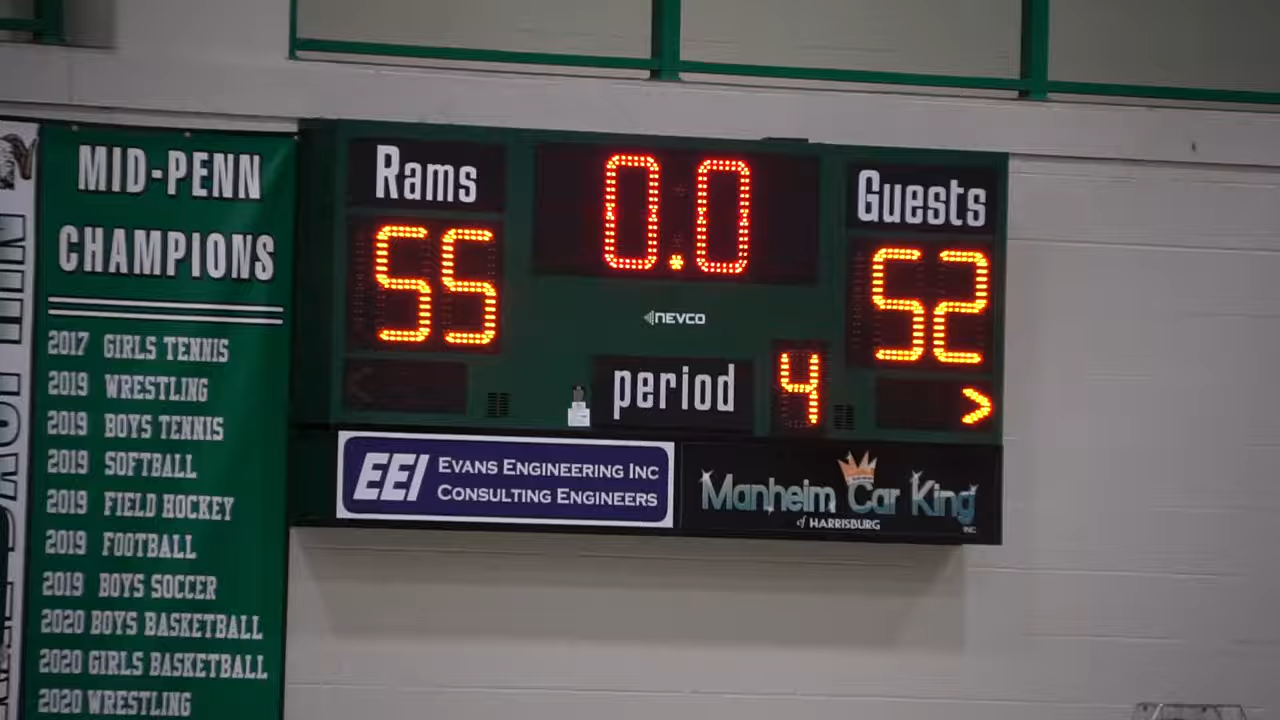 MID-PENN
CHAMPIONS
2017 GIRLS TENNIS
2019 WRESTLING
2019 BOYS TENNIS
2019 SOFTBALL
2019 FIELD HOCKEY
2019 FOOTBALL
2019 BOYS SOCCER
2020 BOYS BASKETBALL
2020 GIRLS BASKETBALL
2020 WRESTLING
Rams
55
0.0
Guests
52
NEVCO
period
4
>
EEI
EVANS ENGINEERING INC
CONSULTING ENGINEERS
Manheim Car King
of HARRISBURG
INC